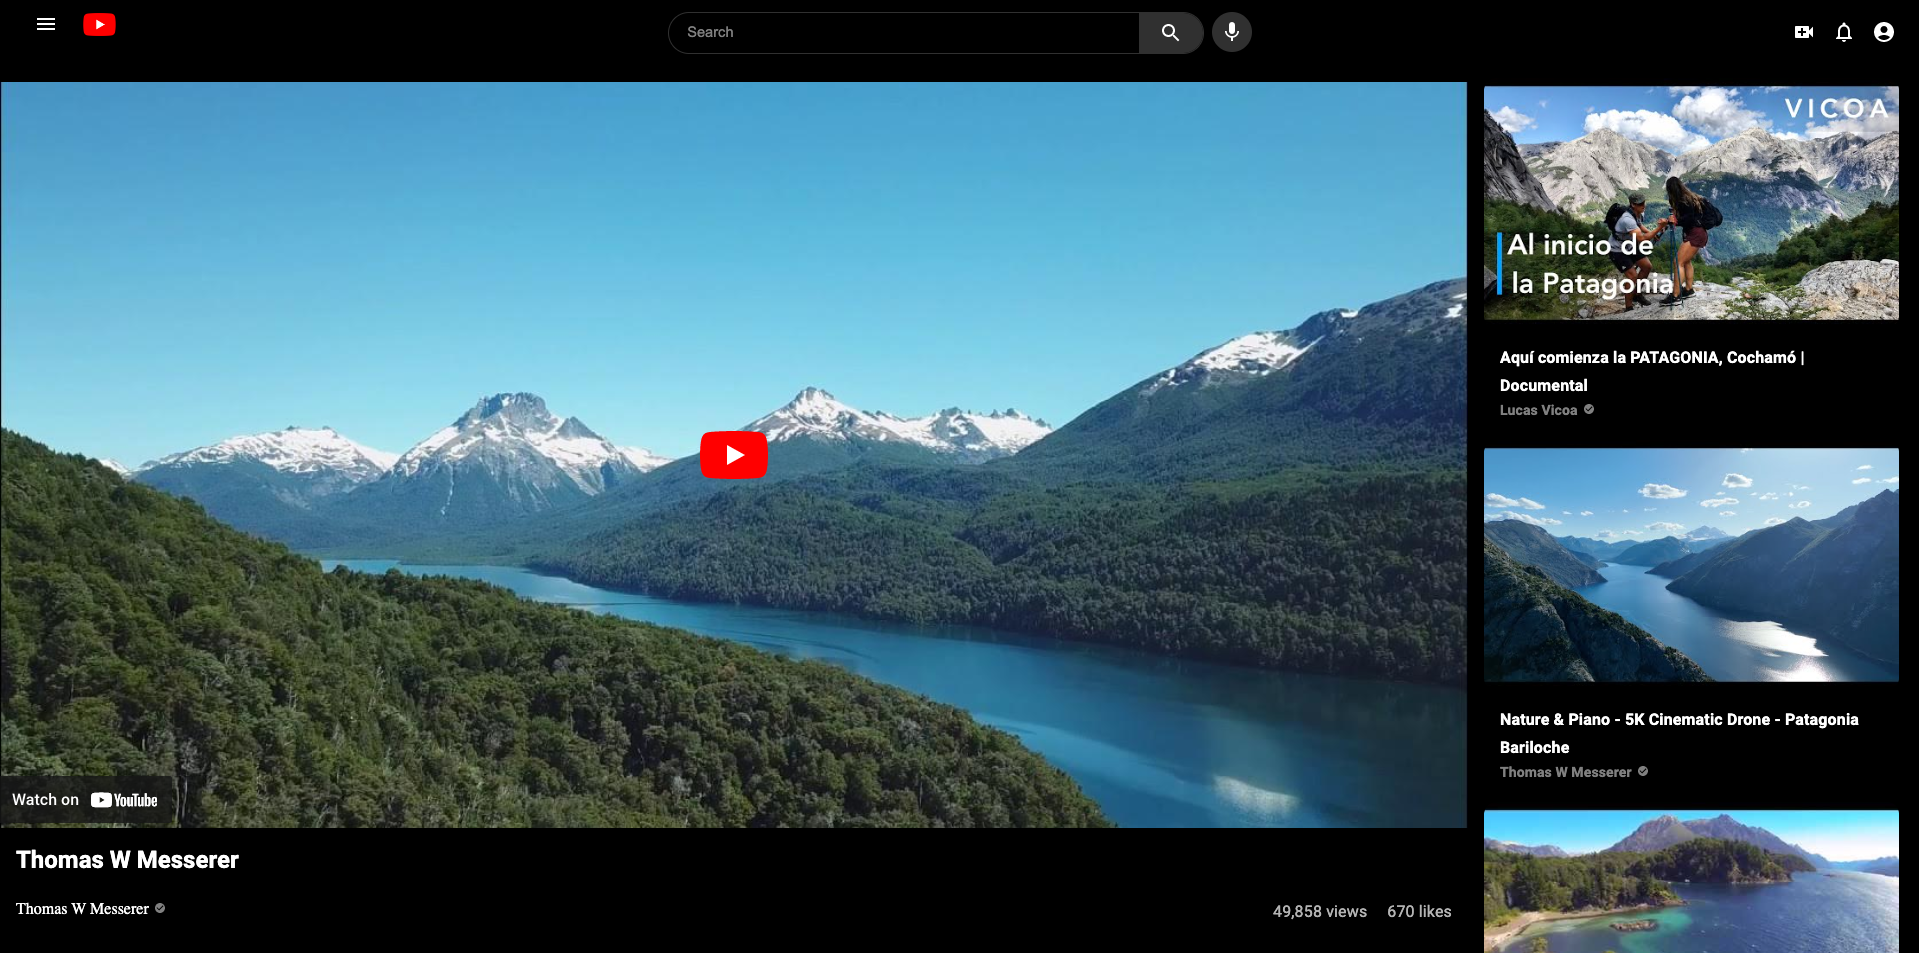 Search
VICOA
Al inicio de
la Patagonia
Aquí comienza la PATAGONIA, Cochamó |
Documental
Lucas Vicoa
Nature & Piano - 5K Cinematic Drone - Patagonia
Bariloche
Thomas W Messerer
Watch on YouTube
Thomas W Messerer
Thomas W Messerer
49,858 views 670 likes